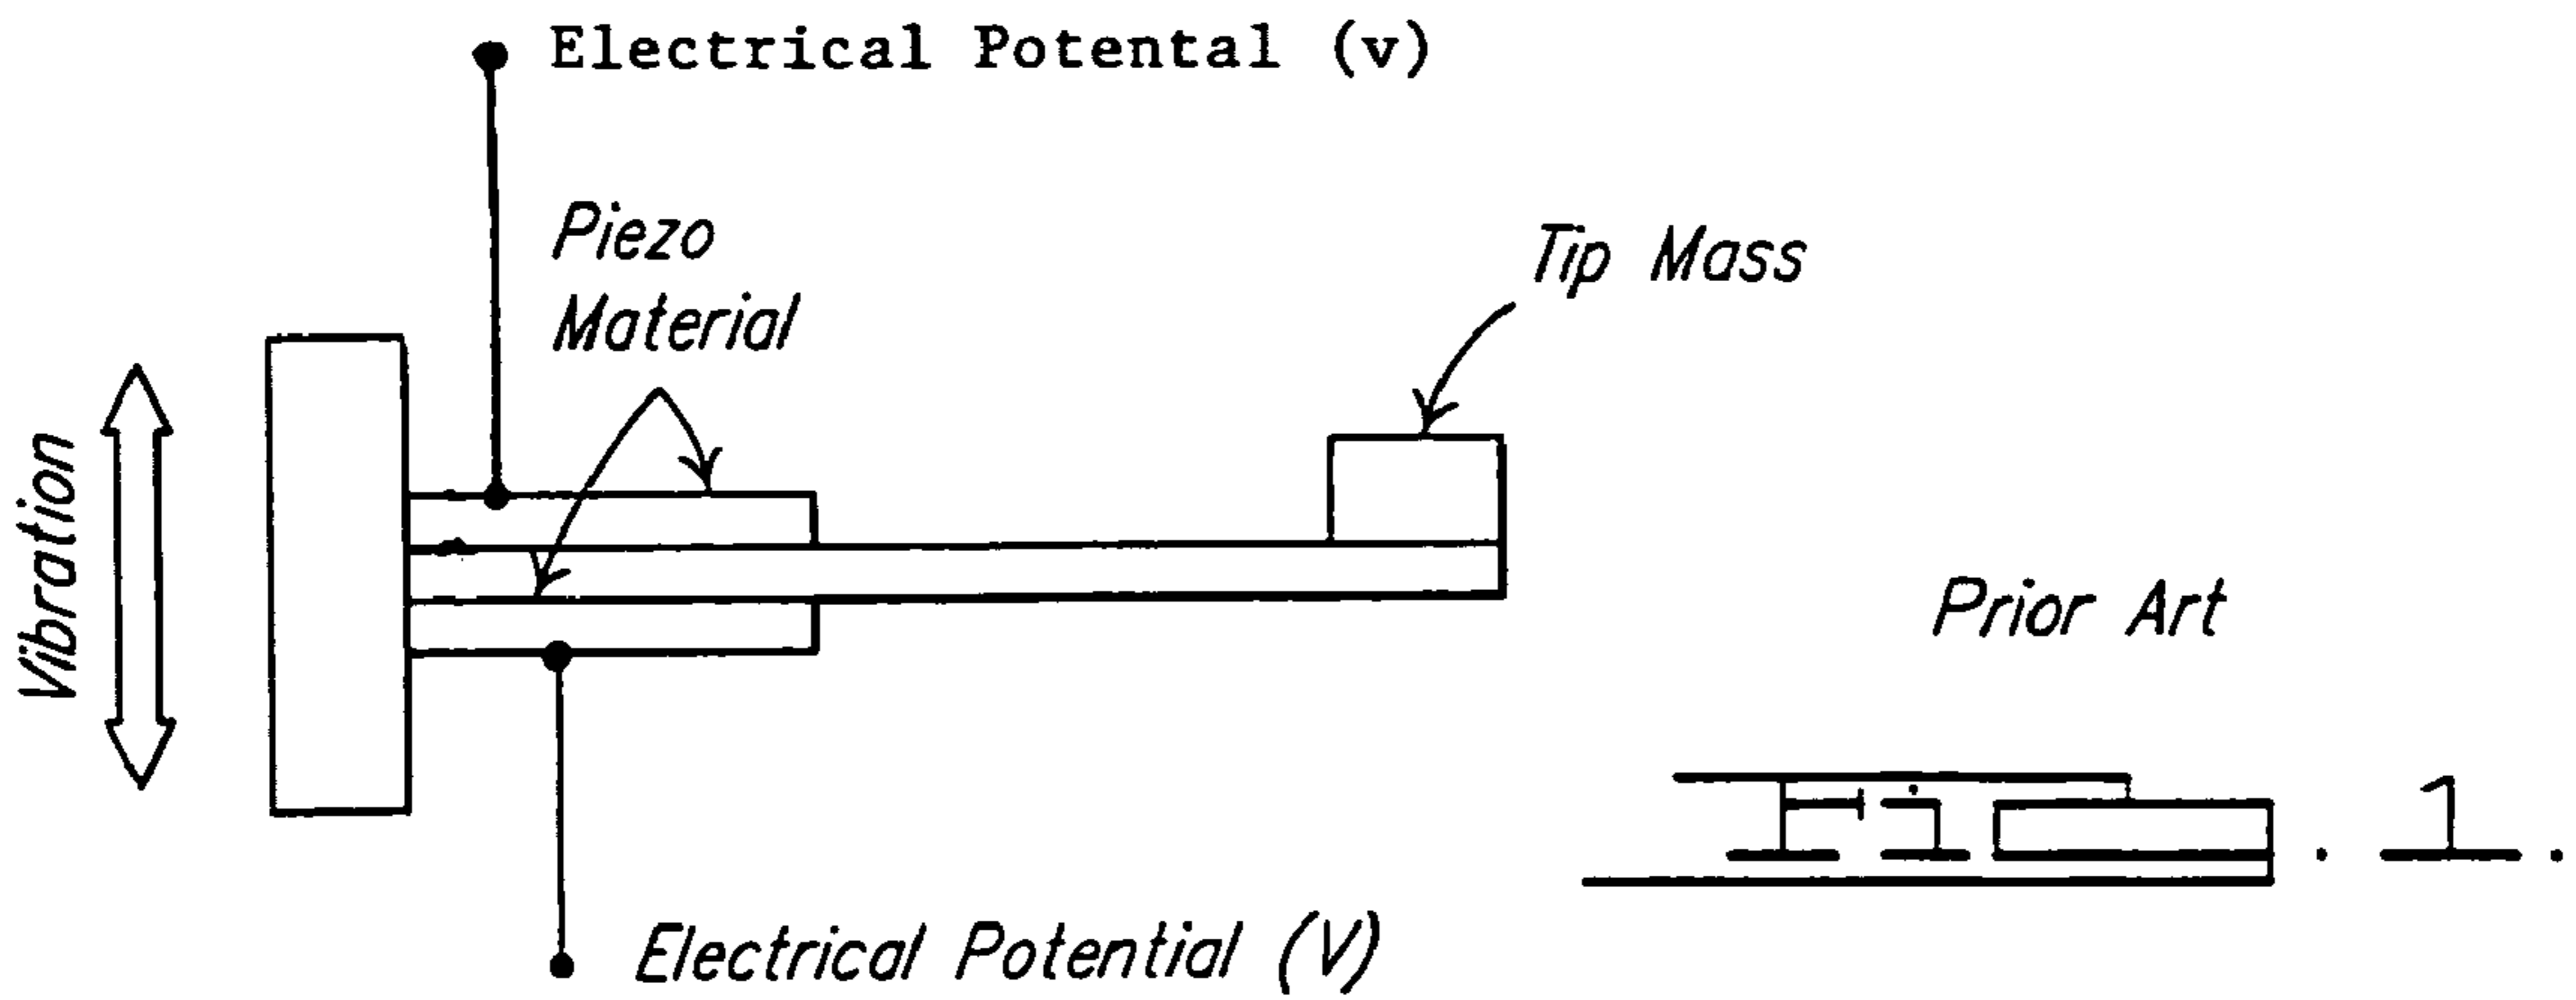 Electrical Potental (v)
Piezo
Material
Tip Mass
Vibration
Prior Art
Fig. 1.
Electrical Potential (V)